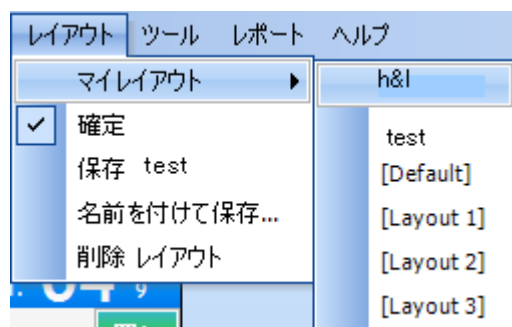 レイアウト ツール レポート ヘルプ
マイレイアウト
確定
保存 test
名前を付けて保存...
削除 レイアウト
h&l
test
[Default]
[Layout 1]
[Layout 2]
[Layout 3]
04 9